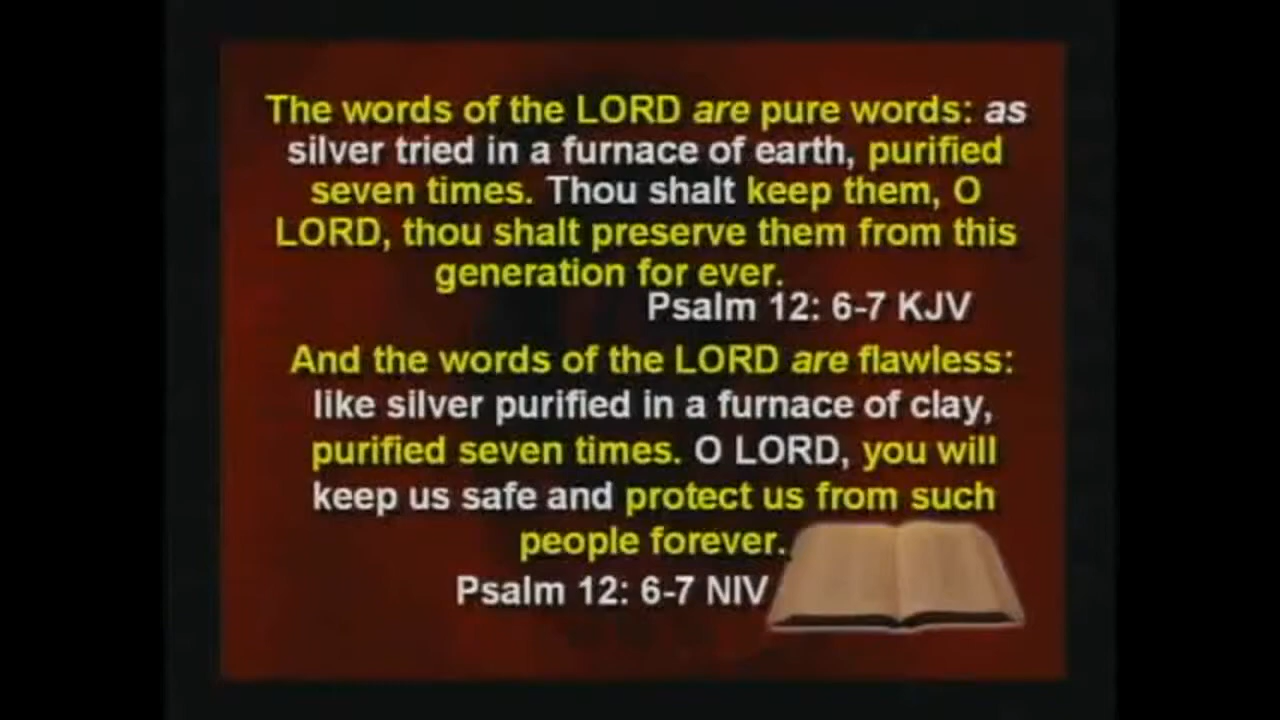 The words of the LORD are pure words: as
silver tried in a furnace of earth, purified
seven times. Thou shalt keep them, O
LORD, thou shalt preserve them from this
generation for ever.
Psalm 12: 6-7 KJV
And the words of the LORD are flawless:
like silver purified in a furnace of clay,
purified seven times. O LORD, you will
keep us safe and protect us from such
people forever.
Psalm 12: 6-7 NIV